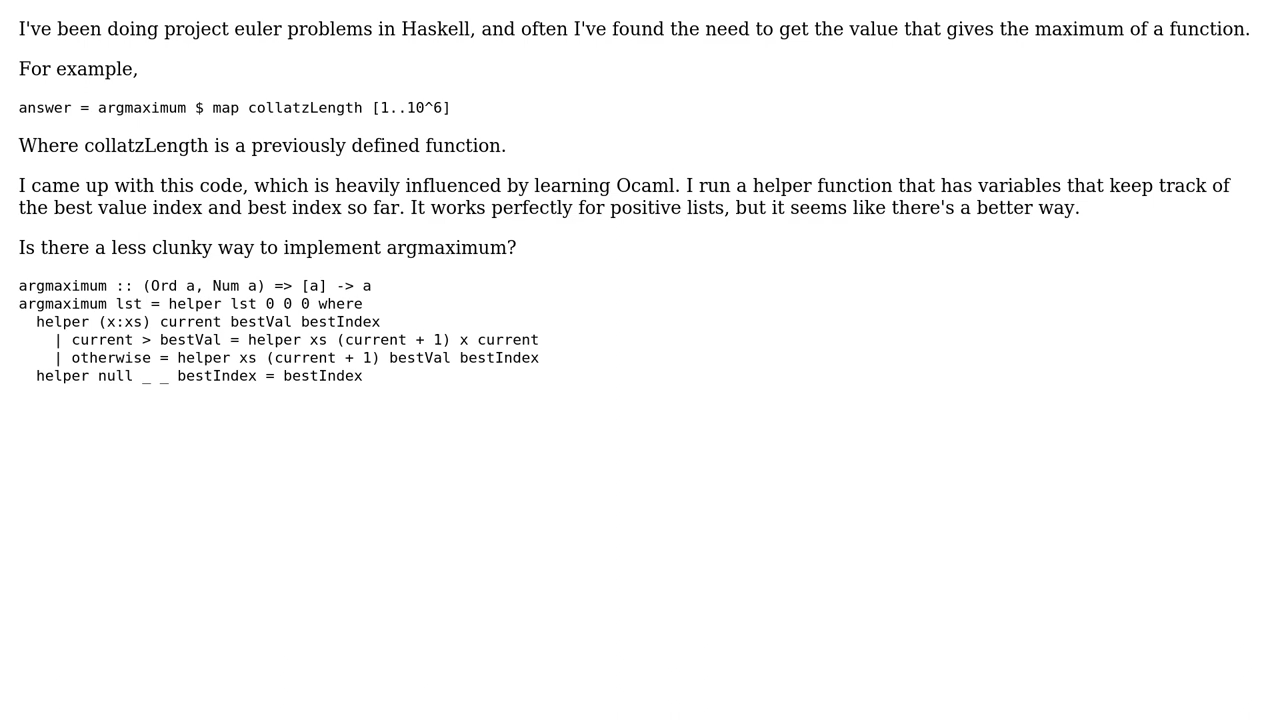 I've been doing project euler problems in Haskell, and often I've found the need to get the value that gives the maximum of a function.
For example,
answer = argmaximum $ map collatzLength [1..10^6]
Where collatzLength is a previously defined function.
I came up with this code, which is heavily influenced by learning Ocaml. I run a helper function that has variables that keep track of
the best value index and best index so far. It works perfectly for positive lists, but it seems like there's a better way.
Is there a less clunky way to implement argmaximum?
argmaximum :: (Ord a, Num a) => [a] -> a
argmaximum lst = helper lst 0 0 0 where
  helper (x:xs) current bestVal bestIndex
    | current > bestVal = helper xs (current + 1) x current
    | otherwise = helper xs (current + 1) bestVal bestIndex
  helper null _ _ bestIndex = bestIndex